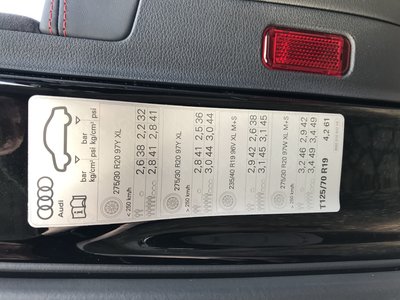 Audi
bar kg/cm² psi
bar kg/cm² psi
275/30 R20 97Y XL
< 250 km/h
2,6 38 2,2 32
2,8 41 2,8 41
275/30 R20 97Y XL
> 250 km/h
2,8 41 2,5 36
3,0 44 3,0 44
235/40 R19 96V XL M+S
2,9 42 2,6 38
3,1 45 3,1 45
275/30 R20 97W XL M+S
3,2 46 2,9 42
3,4 49 3,4 49
T125/70 R19 4,2 61